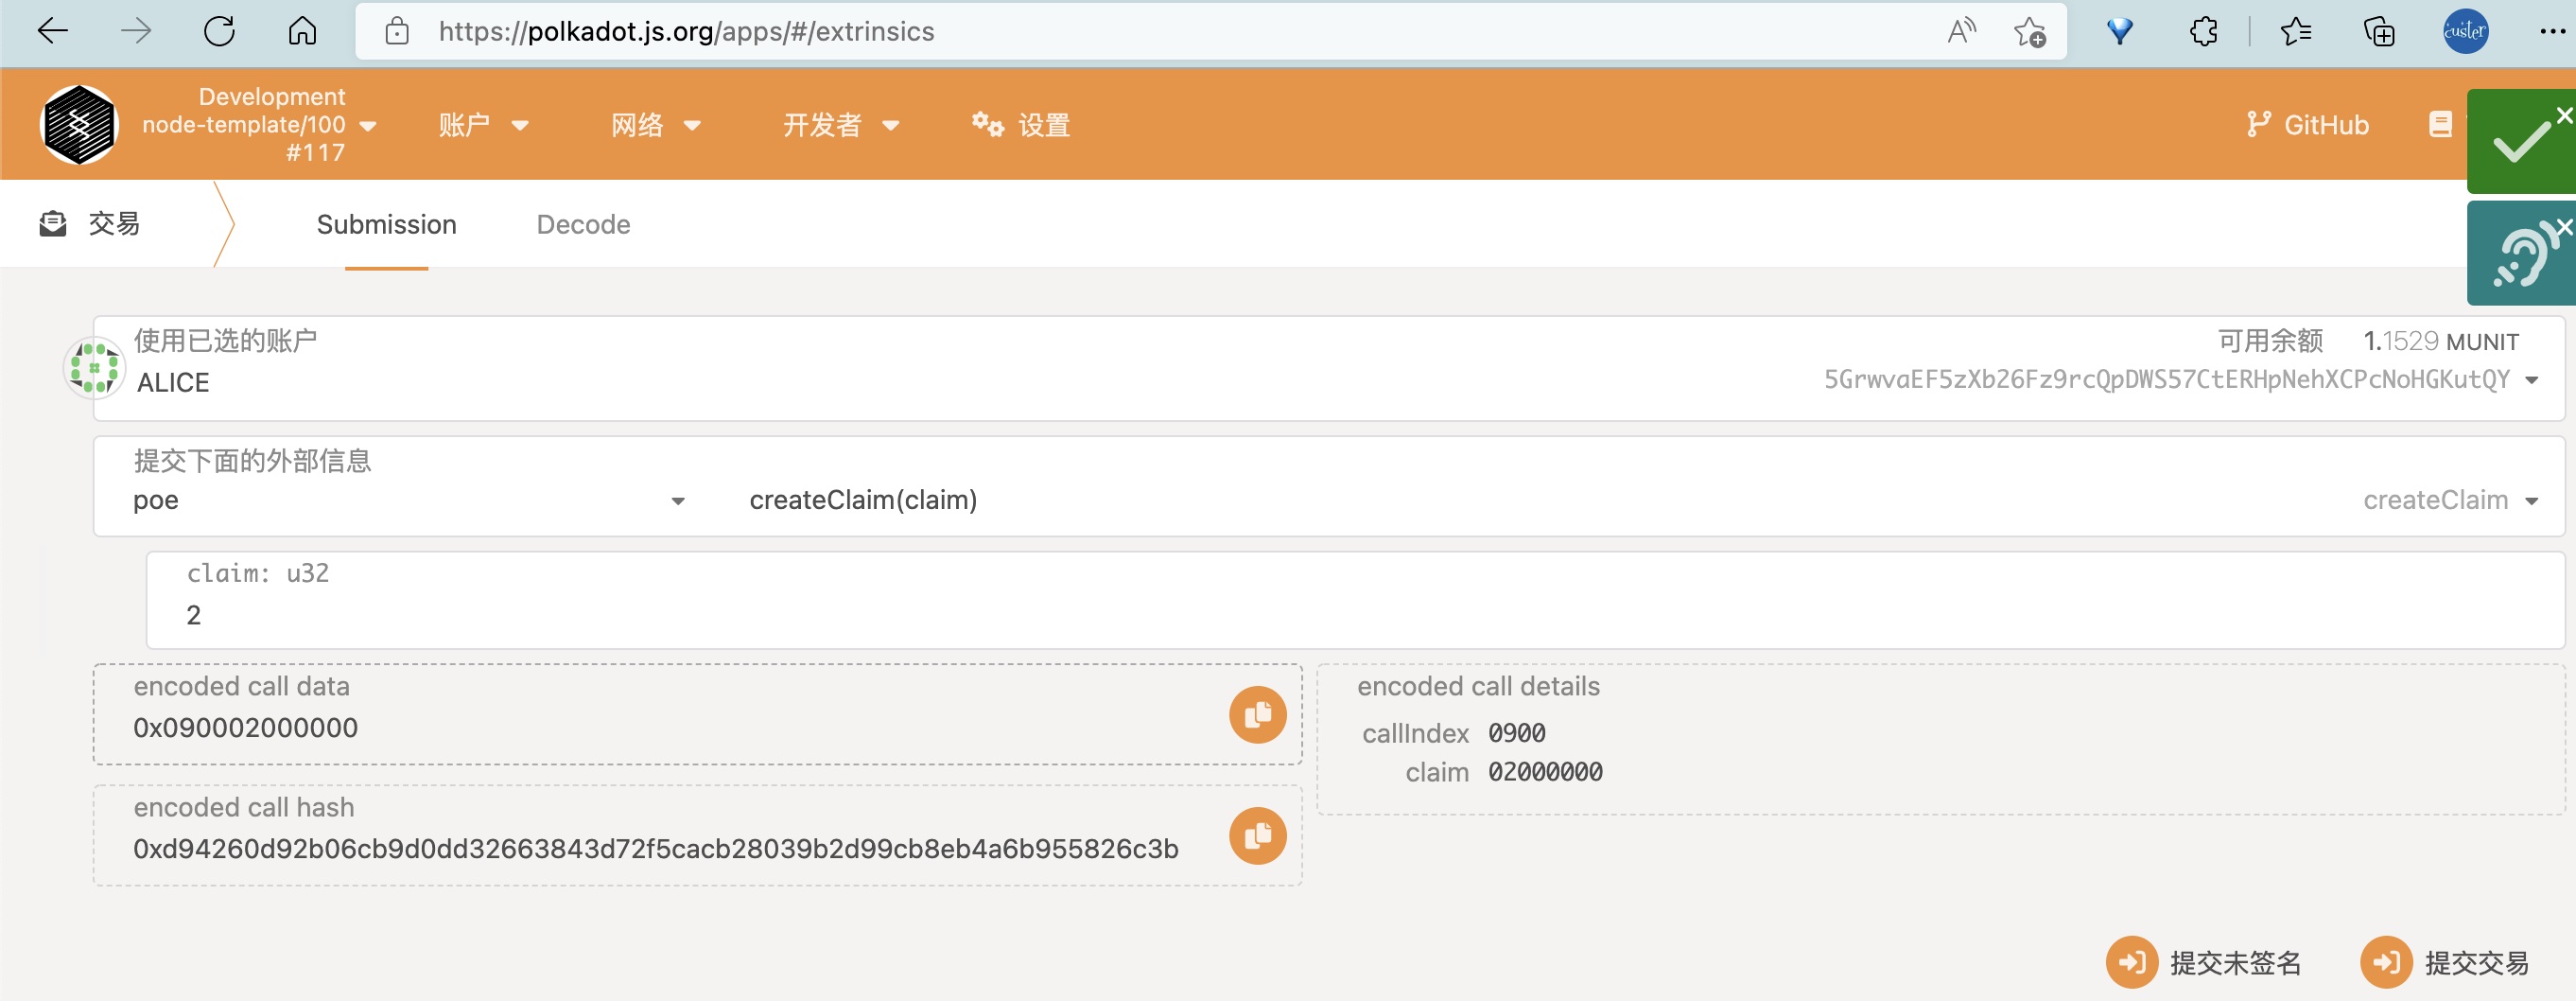 https://polkadot.js.org/apps/#/extrinsics
custer
Development
node-template/100
#117
账户
网络
开发者
设置
GitHub
交易
Submission
Decode
使用已选的账户
ALICE
可用余额 1.1529 MUNIT
5GrwvaEF5zXb26Fz9rcQpDWS57CtERHpNehXCPcNoHGKutQY
提交下面的外部信息
poe
createClaim(claim)
createClaim
claim: u32
2
encoded call data
0x090002000000
encoded call details
callIndex 0900
claim 02000000
encoded call hash
0xd94260d92b06cb9d0dd32663843d72f5cacb28039b2d99cb8eb4a6b955826c3b
提交未签名
提交交易